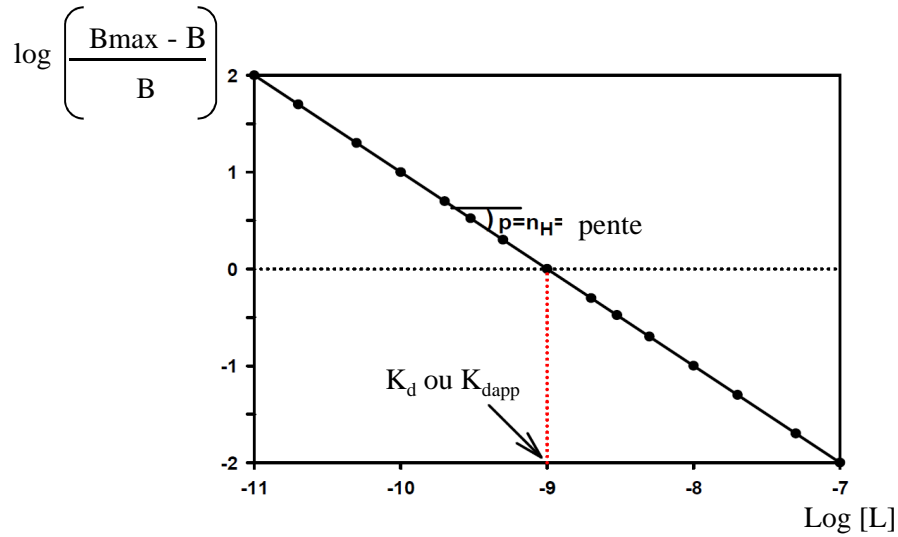 log ( Bmax - B
B )
2
1
p=nH= pente
0
Kd ou Kdapp
-1
-2
-11 -10 -9 -8 -7
Log [L]